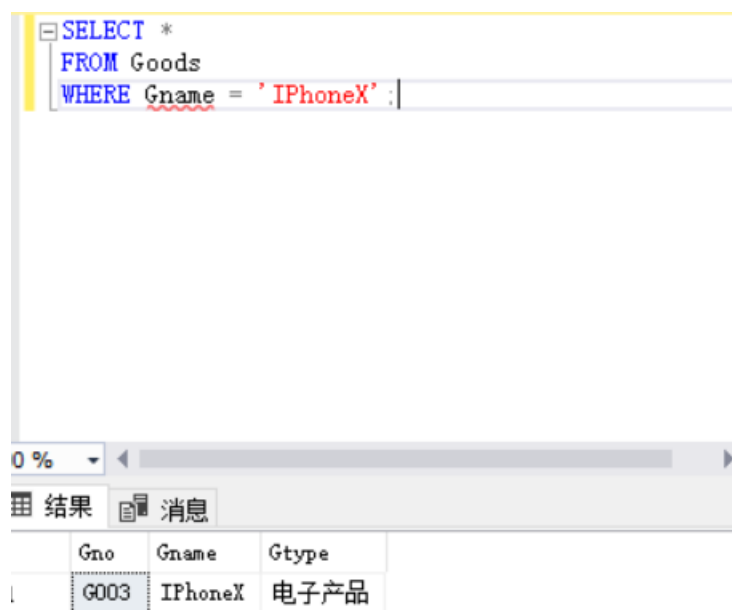 SELECT *
FROM Goods
WHERE Gname = 'IPhoneX';
0 %
结果 消息
Gno Gname Gtype
G003 IPhoneX 电子产品